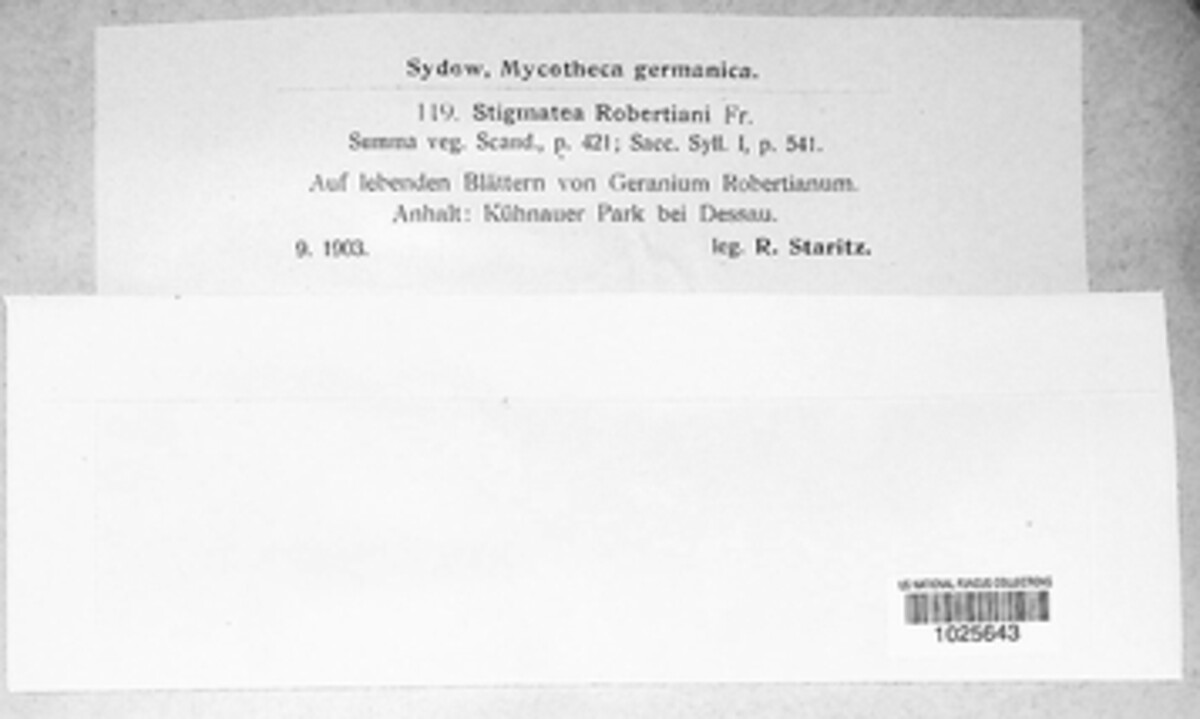 Sydow, Mycotheca germanica.
119. Stigmatea Robertiani Fr.
Summa veg. Scand., p. 421; Sacc. Syll. I, p. 541.
Auf lebenden Blättern von Geranium Robertianum.
Anhalt: Kühnauer Park bei Dessau.
9. 1903. leg. R. Staritz.
US NATIONAL FUNGUS COLLECTIONS
1025643